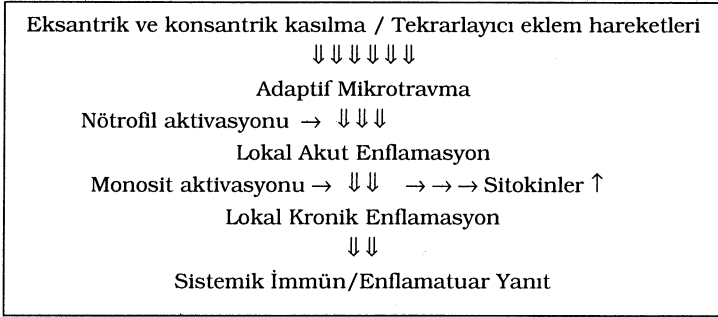 Eksantrik ve konsantrik kasılma / Tekrarlayıcı eklem hareketleri
⇓⇓⇓⇓⇓⇓
Adaptif Mikrotravma
Nötrofil aktivasyonu → ⇓⇓⇓
Lokal Akut Enflamasyon
Monosit aktivasyonu → ⇓⇓ → → → Sitokinler ↑
Lokal Kronik Enflamasyon
⇓⇓
Sistemik İmmün/Enflamatuar Yanıt